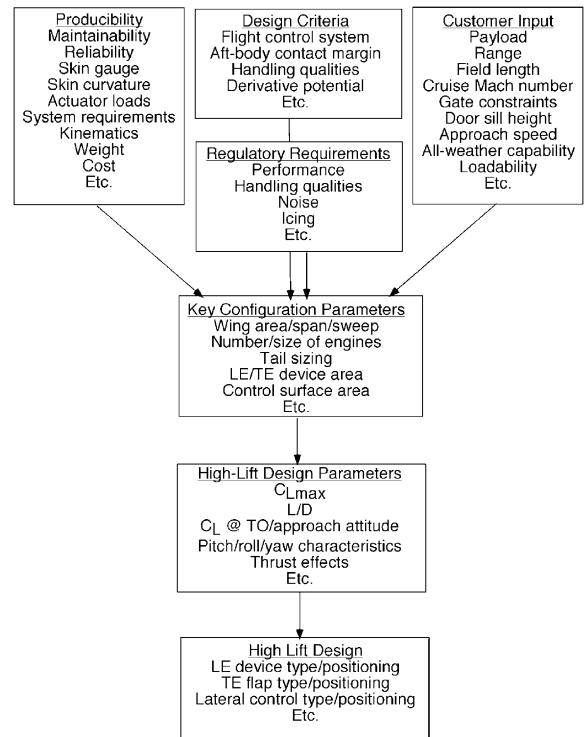 Producibility
Maintainability
Reliability
Skin gauge
Skin curvature
Actuator loads
System requirements
Kinematics
Weight
Cost
Etc.
Design Criteria
Flight control system
Aft-body contact margin
Handling qualities
Derivative potential
Etc.
Regulatory Requirements
Performance
Handling qualities
Noise
Icing
Etc.
Customer Input
Payload
Range
Field length
Cruise Mach number
Gate constraints
Door sill height
Approach speed
All-weather capability
Loadability
Etc.
Key Configuration Parameters
Wing area/span/sweep
Number/size of engines
Tail sizing
LE/TE device area
Control surface area
Etc.
High-Lift Design Parameters
CLmax
L/D
CL @ TO/approach attitude
Pitch/roll/yaw characteristics
Thrust effects
Etc.
High Lift Design
LE device type/positioning
TE flap type/positioning
Lateral control type/positioning
Etc.